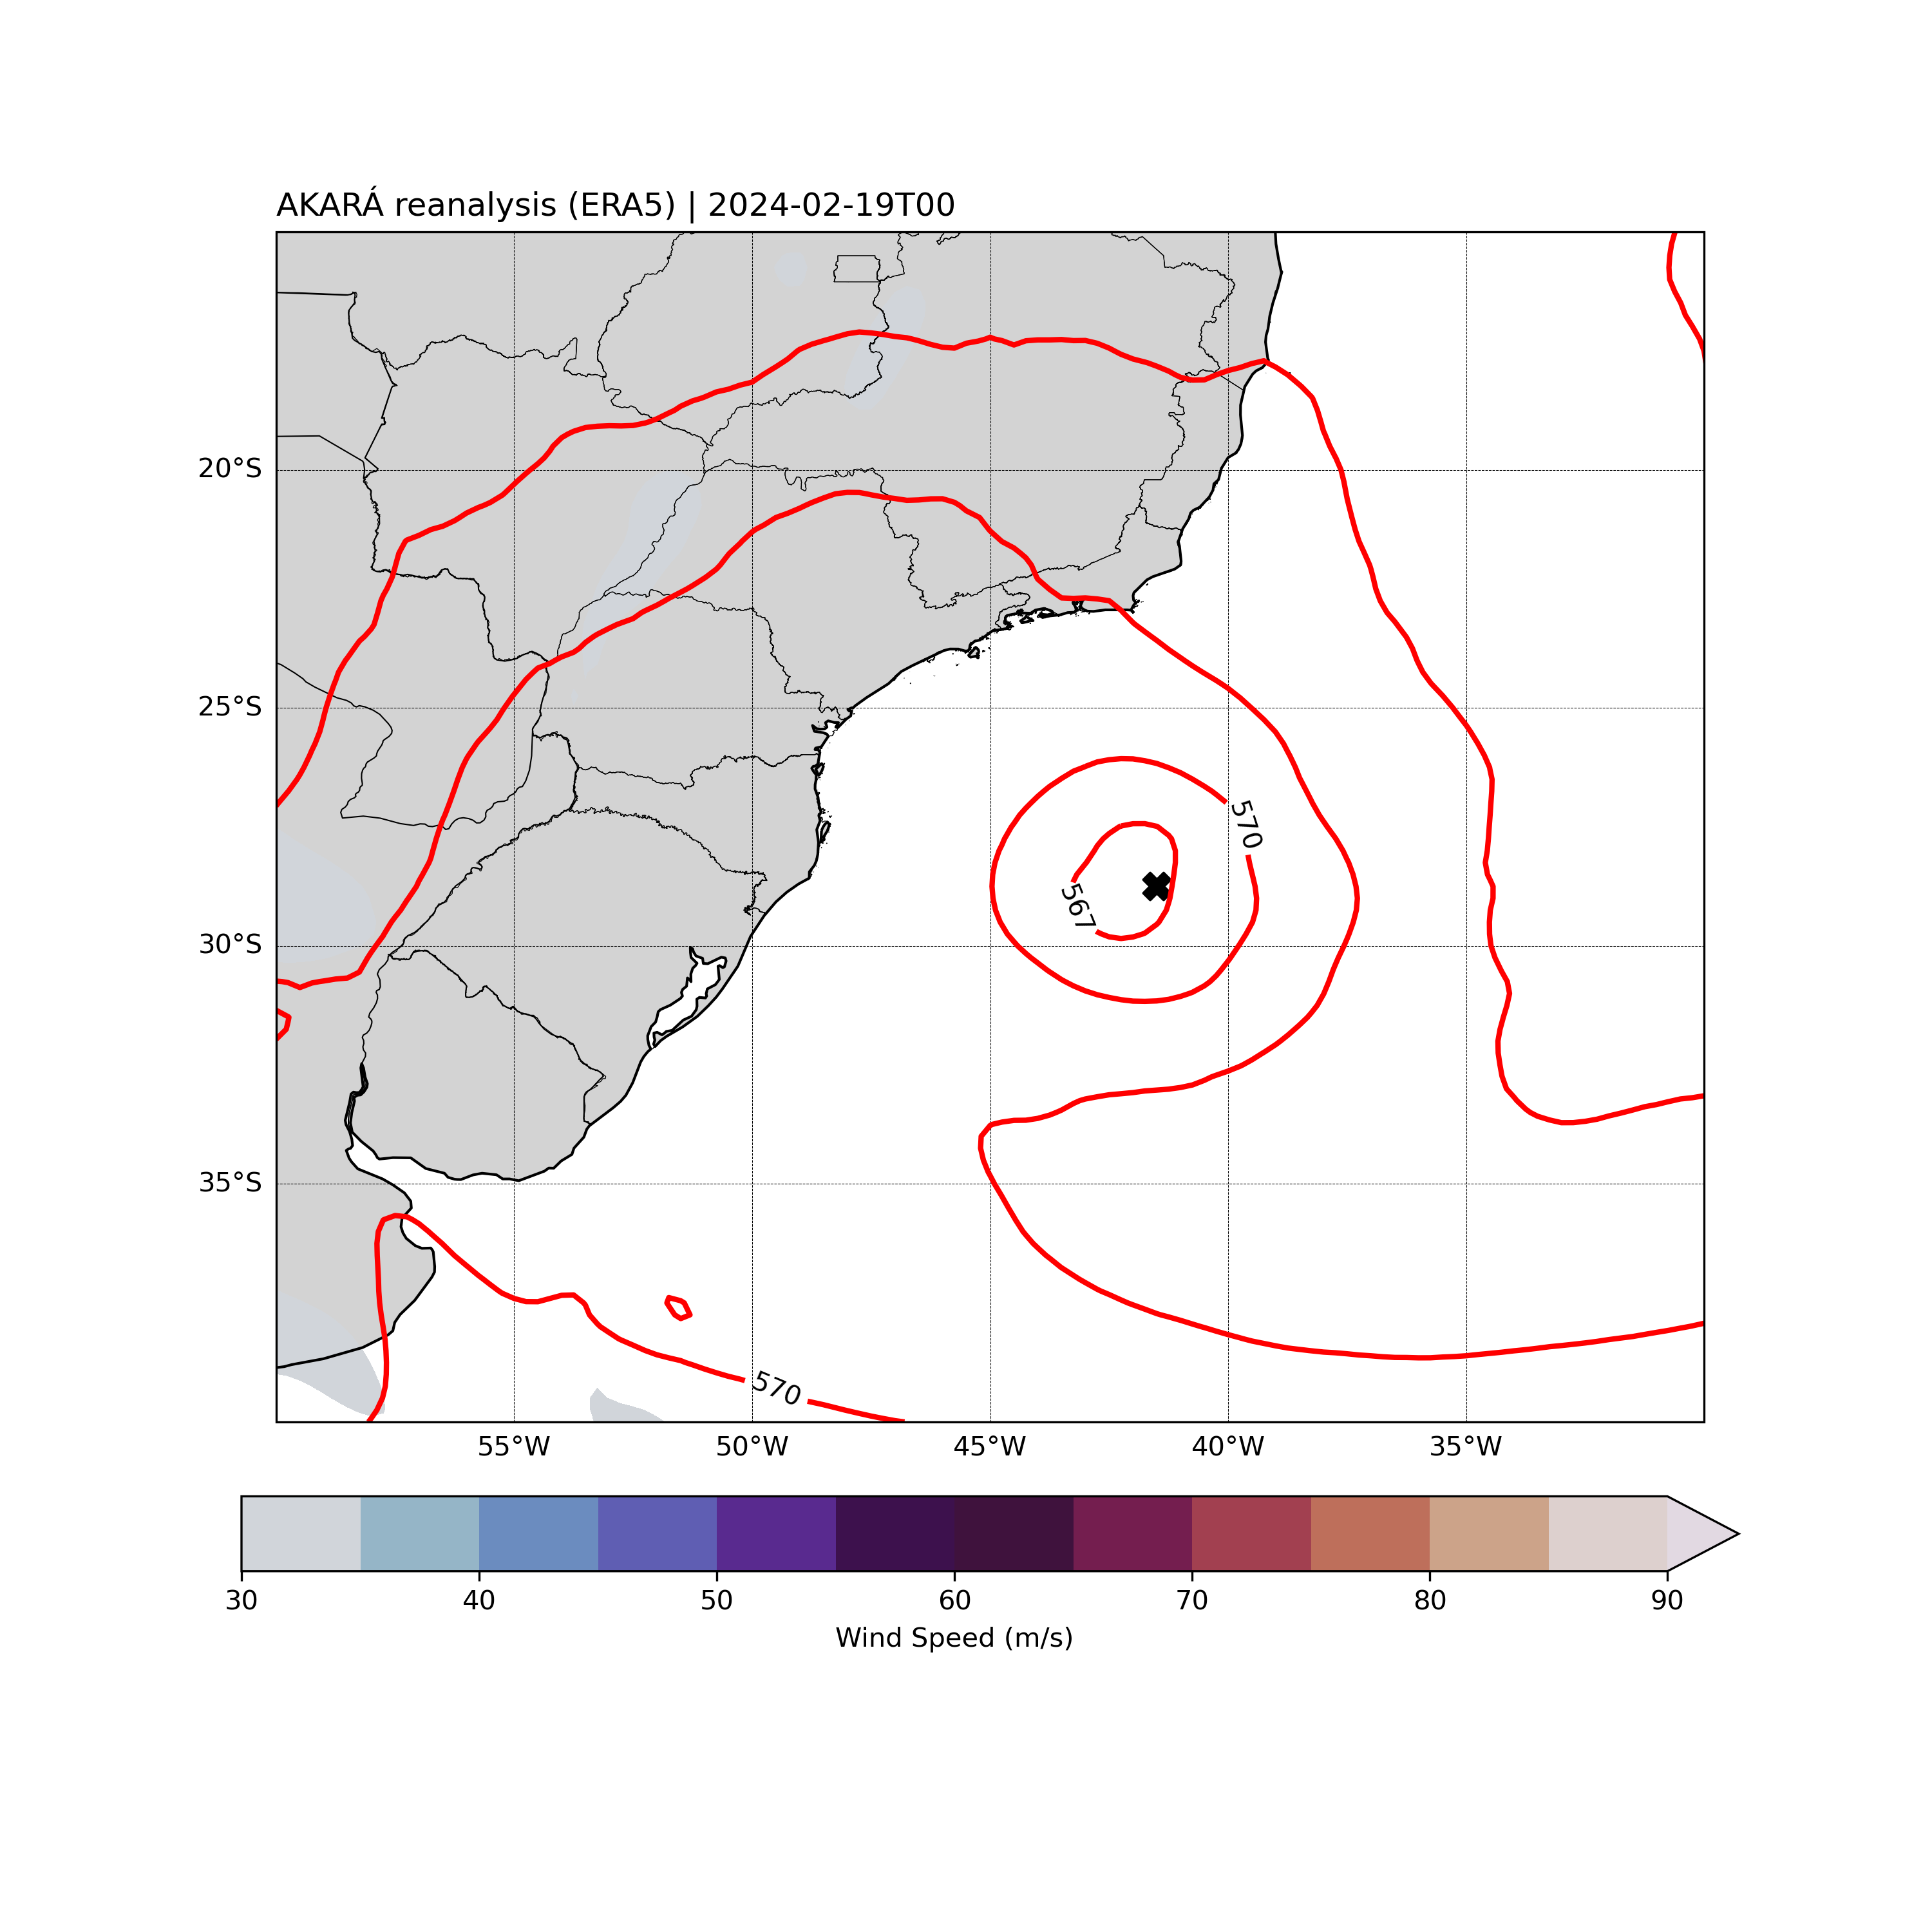 AKARÁ reanalysis (ERA5) | 2024-02-19T00
20°S
25°S
30°S
35°S
570
567
570
55°W
50°W
45°W
40°W
35°W
30
40
50
60
70
80
90
Wind Speed (m/s)